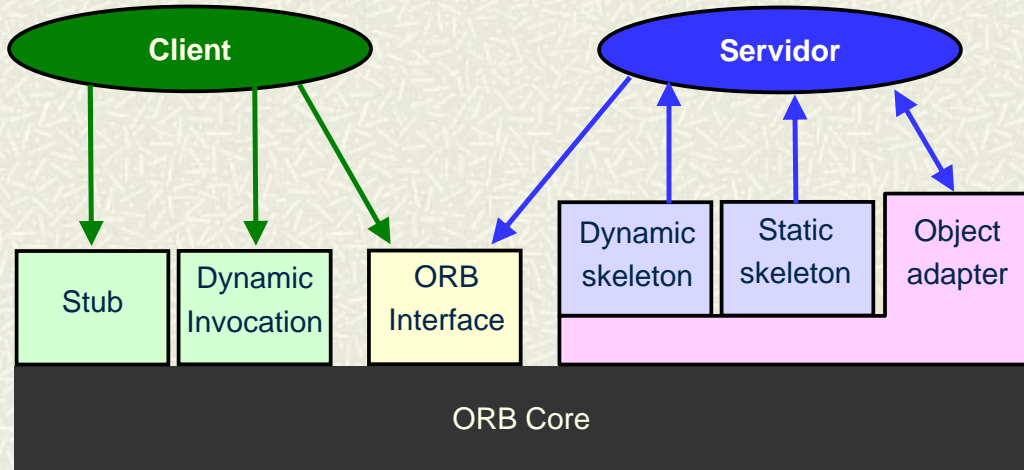 Client
Servidor
Stub
Dynamic
Invocation
ORB
Interface
Dynamic
skeleton
Static
skeleton
Object
adapter
ORB Core